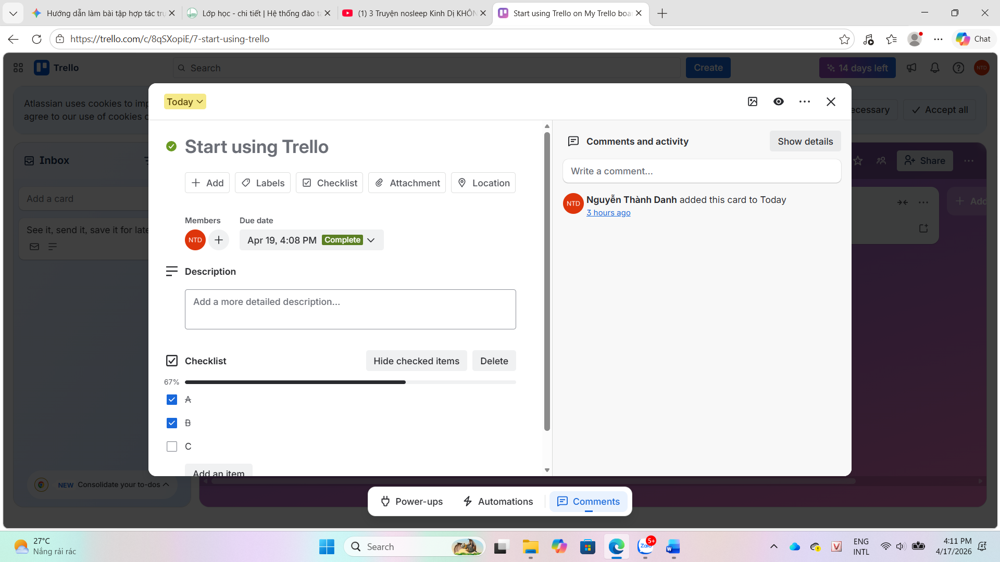 Hướng dẫn làm bài tập hợp tác trự
Lớp học - chi tiết | Hệ thống đào tạ
(1) 3 Truyện nosleep Kinh Dị KHÔN
Start using Trello on My Trello boar
https://trello.com/c/8qSXopiE/7-start-using-trello
Chat
Trello
Search
Create
14 days left
NTD
Atlassian uses cookies to imp
agree to our use of cookies
ecessary
Accept all
Inbox
Share
Add a card
Add
See it, send it, save it for late
NEW Consolidate your to-dos
Today
Start using Trello
Add
Labels
Checklist
Attachment
Location
Members
Due date
NTD
Apr 19, 4:08 PM Complete
Description
Add a more detailed description...
Checklist
Hide checked items
Delete
67%
A
B
C
Add an item
Comments and activity
Show details
Write a comment...
NTD
Nguyễn Thành Danh added this card to Today
3 hours ago
Power-ups
Automations
Comments
27°C
Nắng rải rác
Search
Zalo
5+
ENG
INTL
4:11 PM
4/17/2026